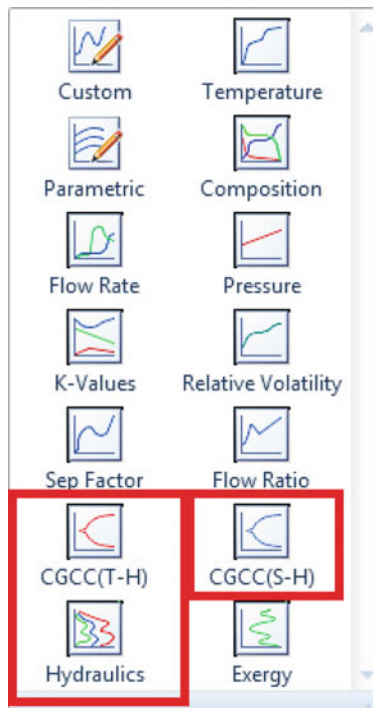 Custom Temperature
Parametric Composition
Flow Rate Pressure
K-Values Relative Volatility
Sep Factor Flow Ratio
CGCC(T-H) CGCC(S-H)
Hydraulics Exergy